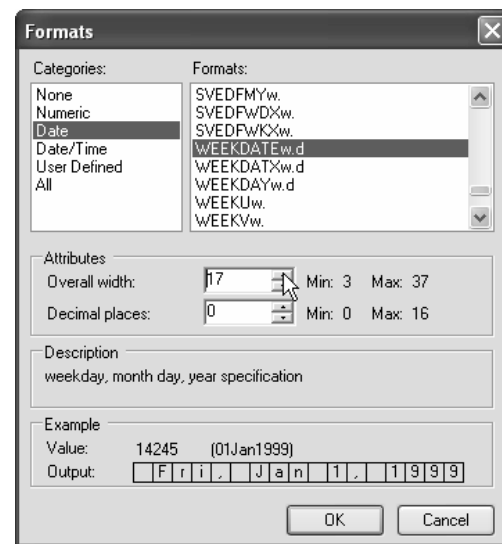 Formats
Categories:
None
Numeric
Date
Date/Time
User Defined
All
Formats:
SVEDFMYw.
SVEDFWDXw.
SVEDFWKXw.
WEEKDATEw.d
WEEKDATXw.d
WEEKDAYw.d
WEEKUw.
WEEKVw.
Attributes
Overall width: 17 Min: 3 Max: 37
Decimal places: 0 Min: 0 Max: 16
Description
weekday, month day, year specification
Example
Value: 14245 (01Jan1999)
Output: Fri, Jan 1, 1999
OK Cancel